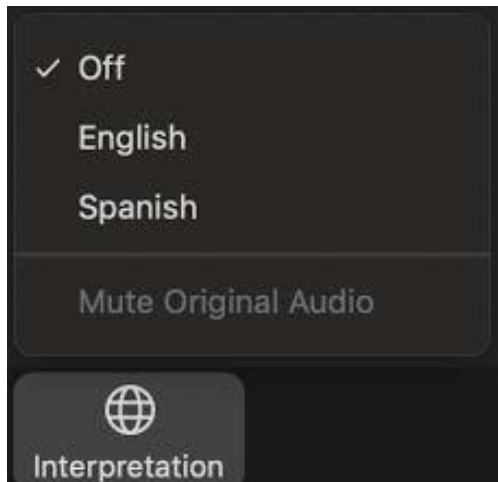 Off
English
Spanish
Mute Original Audio
Interpretation